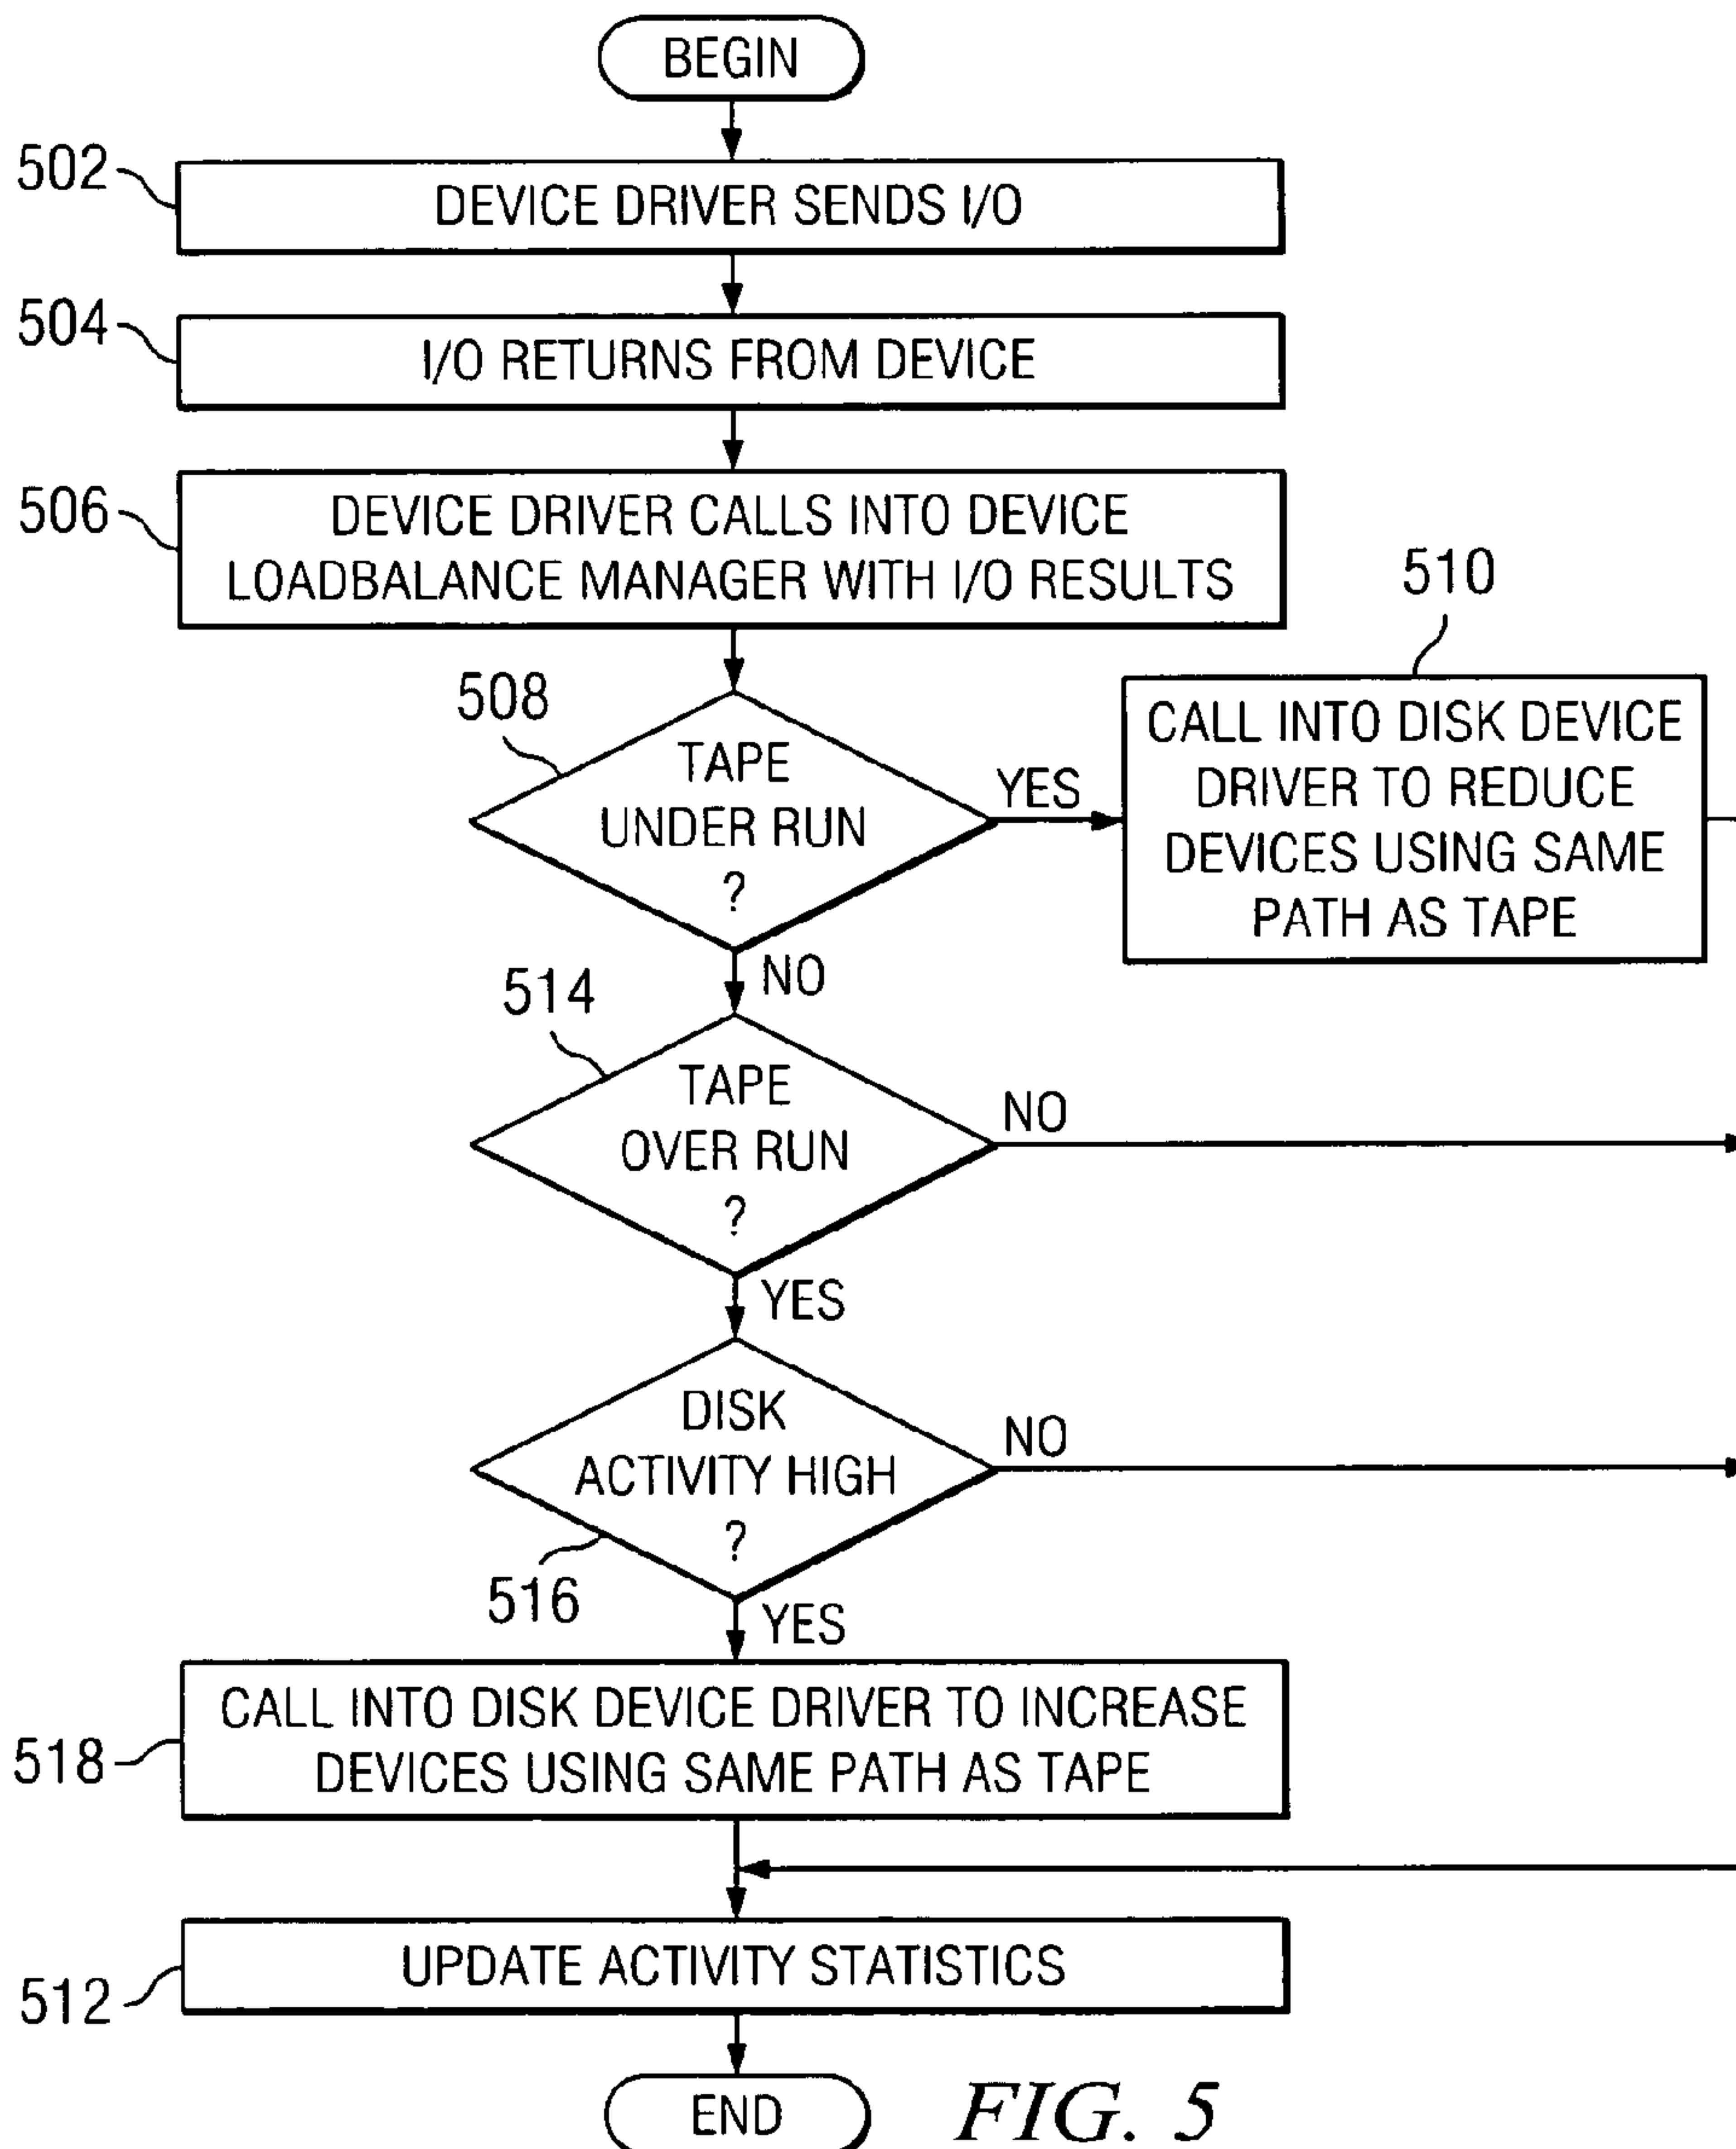 BEGIN
502
DEVICE DRIVER SENDS I/O
504
I/O RETURNS FROM DEVICE
506
DEVICE DRIVER CALLS INTO DEVICE
LOADBALANCE MANAGER WITH I/O RESULTS
508
TAPE
UNDER RUN
?
YES
510
CALL INTO DISK DEVICE
DRIVER TO REDUCE
DEVICES USING SAME
PATH AS TAPE
NO
514
TAPE
OVER RUN
?
NO
YES
DISK
ACTIVITY HIGH
?
NO
516
YES
518
CALL INTO DISK DEVICE DRIVER TO INCREASE
DEVICES USING SAME PATH AS TAPE
512
UPDATE ACTIVITY STATISTICS
END
FIG. 5